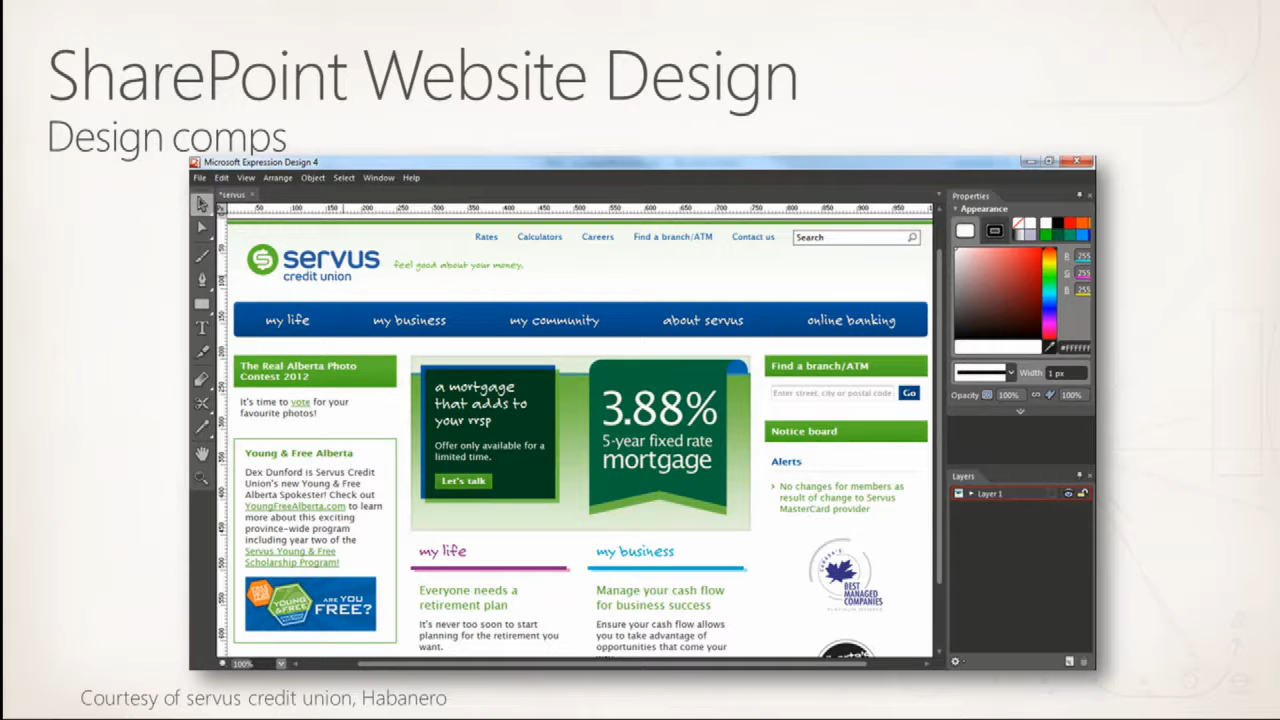 SharePoint Website Design
Design comps
Microsoft Expression Design 4
File Edit View Arrange Object Select Window Help
*servus
Properties
Appearance
R 255
G 255
B 255
#FFFFFF
Width 1 px
Opacity 100% 100%
Layers
Layer 1
Rates Calculators Careers Find a branch/ATM Contact us Search
servus
credit union
feel good about your money.
my life my business my community about servus online banking
The Real Alberta Photo
Contest 2012
It's time to vote for your
favourite photos!
Young & Free Alberta
Dex Dunford is Servus Credit
Union's new Young & Free
Alberta Spokester! Check out
YoungFreeAlberta.com to learn
more about this exciting
province-wide program
including year two of the
Servus Young & Free
Scholarship Program!
YOUNG
&FREE
ARE YOU
FREE?
a mortgage
that adds to
your rrsp
Offer only available for a
limited time.
Let's talk
3.88%
5-year fixed rate
mortgage
my life
Everyone needs a
retirement plan
It's never too soon to start
planning for the retirement you
want.
my business
Manage your cash flow
for business success
Ensure your cash flow allows
you to take advantage of
opportunities that come your
Find a branch/ATM
Enter street, city or postal code
Go
Notice board
Alerts
No changes for members as
result of change to Servus
MasterCard provider
CANADA'S
BEST
MANAGED
COMPANIES
100%
Courtesy of servus credit union, Habanero